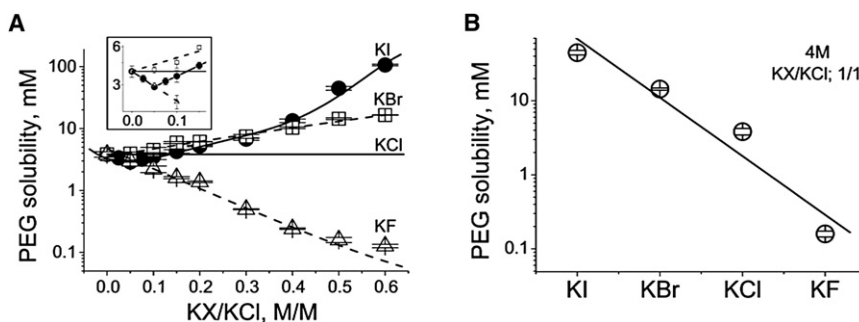 A
PEG solubility, mM
100
10
1
0.1
6
3
0.0 0.1
KI
KBr
KCl
KF
0.0 0.1 0.2 0.3 0.4 0.5 0.6
KX/KCl, M/M
B
PEG solubility, mM
10
1
0.1
4M
KX/KCl; 1/1
KI KBr KCl KF